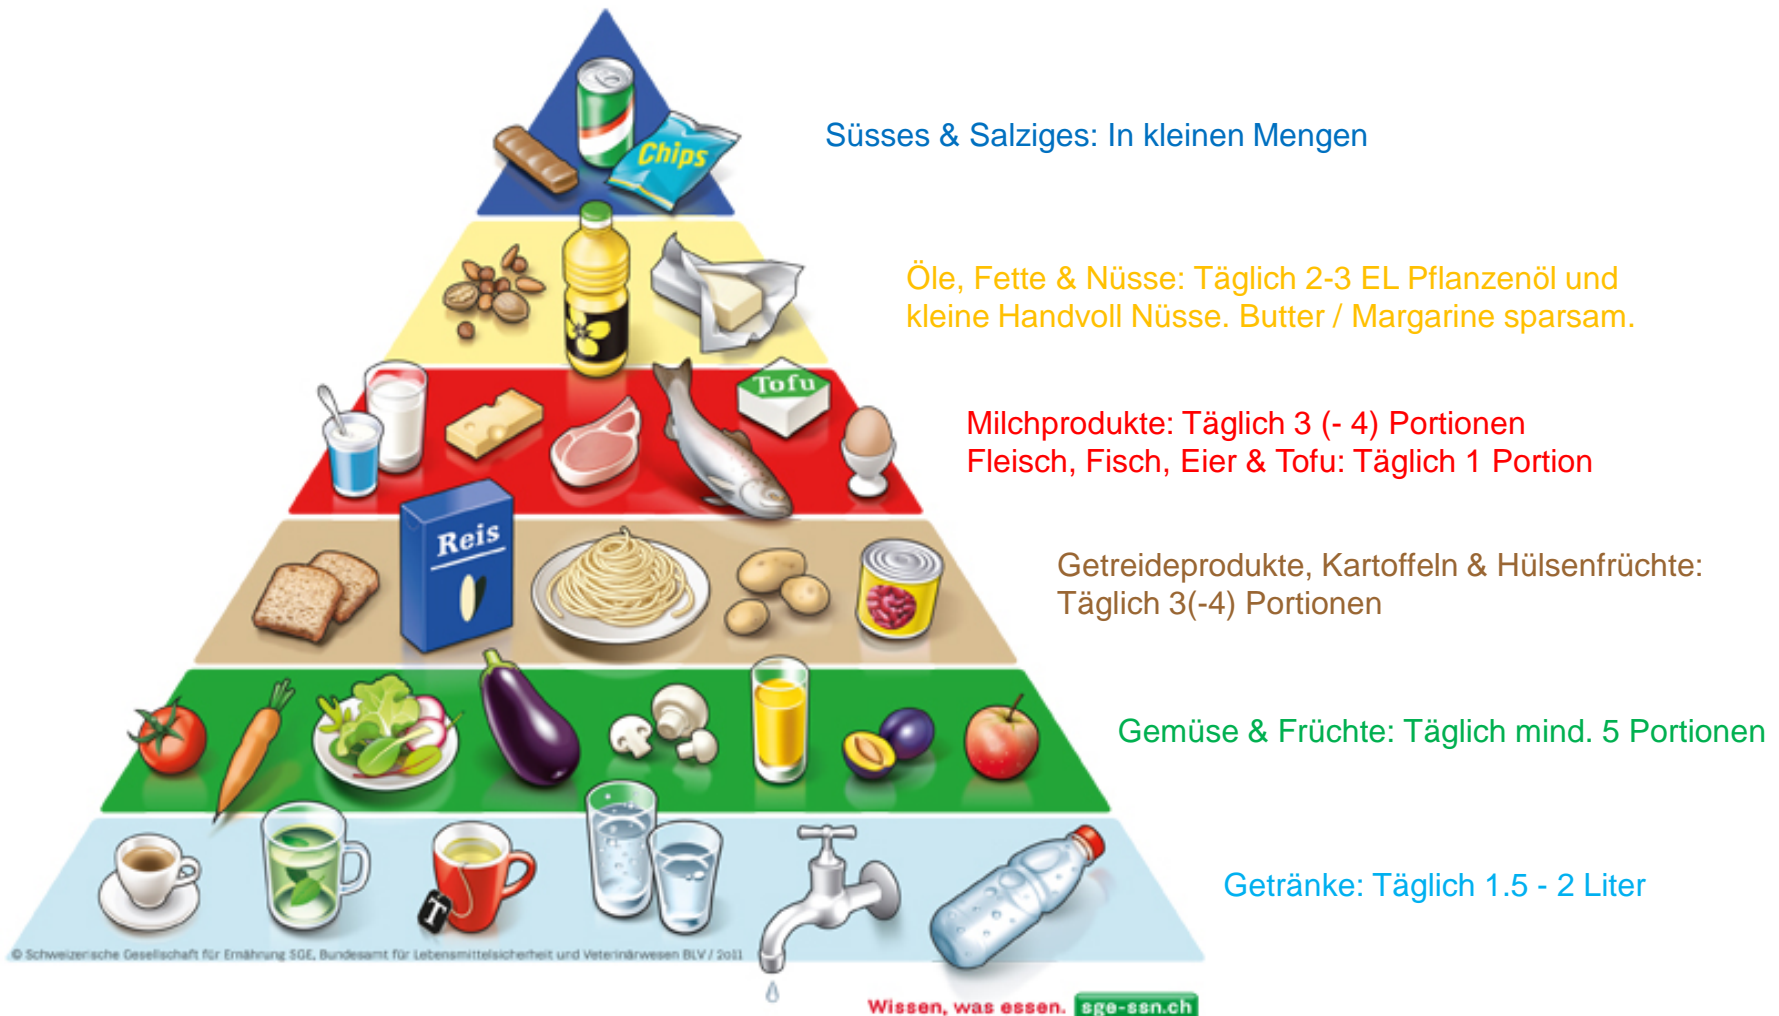 Chips
Süsses & Salziges: In kleinen Mengen
Öle, Fette & Nüsse: Täglich 2-3 EL Pflanzenöl und
kleine Handvoll Nüsse. Butter / Margarine sparsam.
Tofu
Milchprodukte: Täglich 3 (- 4) Portionen
Fleisch, Fisch, Eier & Tofu: Täglich 1 Portion
Reis
Getreideprodukte, Kartoffeln & Hülsenfrüchte:
Täglich 3(-4) Portionen
Gemüse & Früchte: Täglich mind. 5 Portionen
T
Getränke: Täglich 1.5 - 2 Liter
© Schweizerische Gesellschaft für Ernährung SGE, Bundesamt für Lebensmittelsicherheit und Veterinärwesen BLV / 2011
Wissen, was essen. sge-ssn.ch